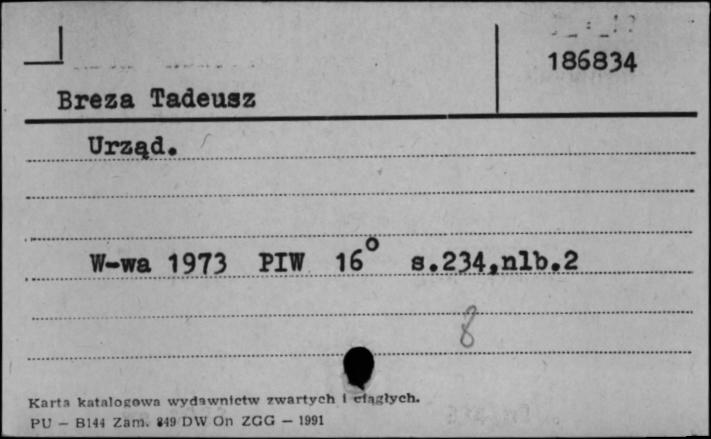 186834
Breza Tadeusz
Urząd.
W-wa 1973 PIW 16° s.234,nlb.2
8
Karta katalogowa wydawnictw zwartych i ciągłych.
PU — B144 Zam. 849 DW On ZGG — 1991